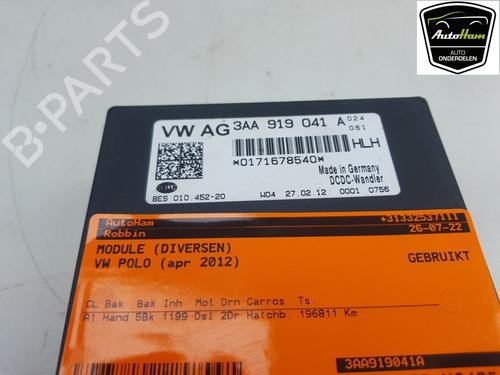 AutoHam
AUTO
ONDERDELEN
B-PARTS
VW AG 3AA 919 041 A 024
061
*0171678540*
HLH
Made in Germany
DCDC-Wandler
8ES 010.452-20
W04 27.02.12 0001 0756
AutoHam
+31332537111
Robbin
26-07-22
MODULE (DIVERSEN)
GEBRUIKT
VW POLO (apr 2012)
CL Bak Bak Inh Mot Drn Carros Ts.
A1 Hand 5Bk 1199 Dsl 2Dr Hatchb. 196811 Km
3AA919041A